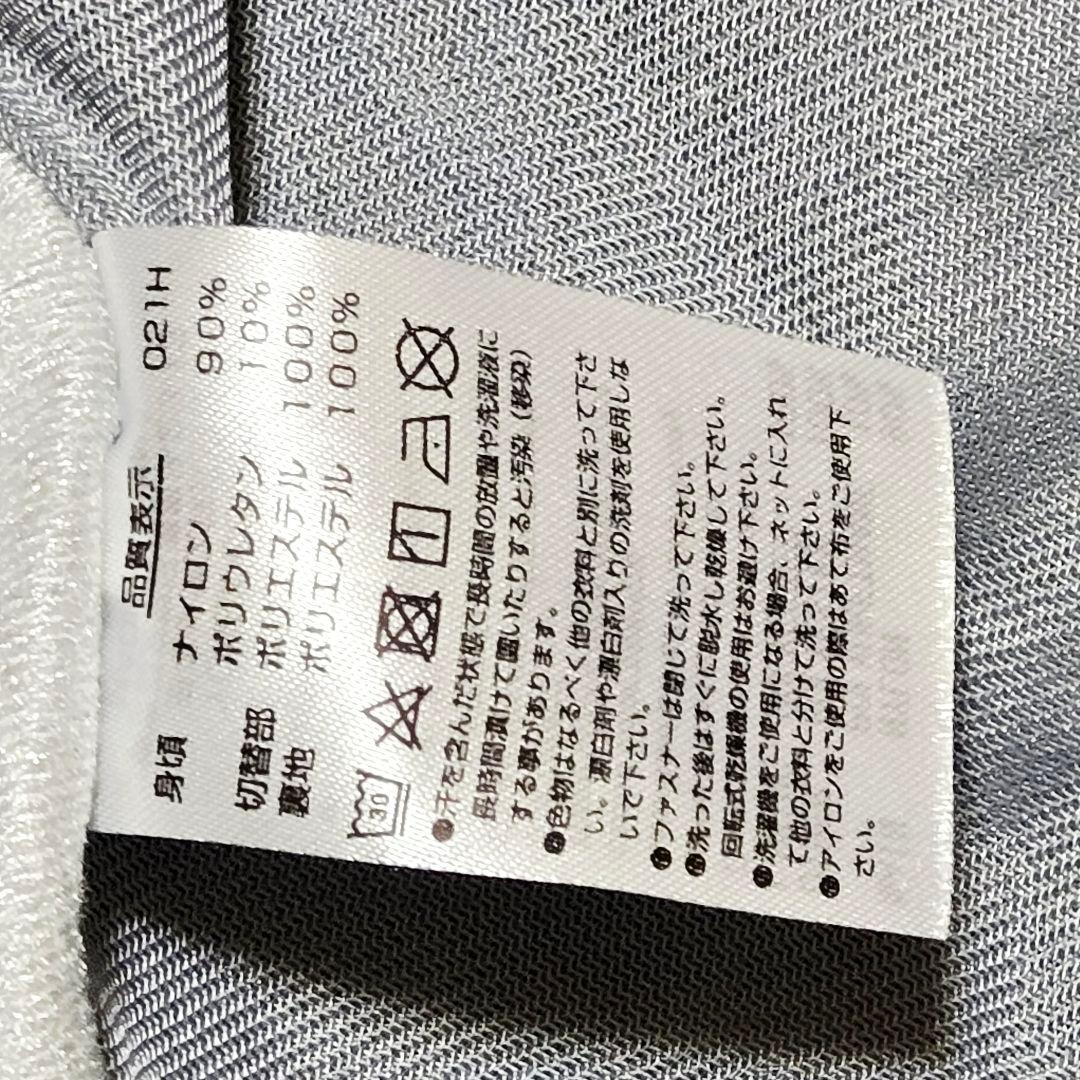 品質表示 021H
身頃 ナイロン 90%
ポリウレタン 10%
切替部 ポリエステル 100%
裏地 ポリエステル 100%
30
●汗を含んだ状態で長時間の放置や洗濯液に
長時間漬けて置いたりすると汚染(移染)
する事があります。
●色物はなるべく他の衣料と別に洗って下さ
い。漂白剤や漂白剤入りの洗剤を使用しな
いで下さい。
●ファスナーは閉じて洗って下さい。
●洗った後はすぐに脱水し乾燥して下さい。
回転式乾燥機の使用はお避け下さい。
●洗濯機をご使用になる場合、ネットに入れ
て他の衣料と分けて洗って下さい。
●アイロンをご使用の際はあて布をご使用下
さい。